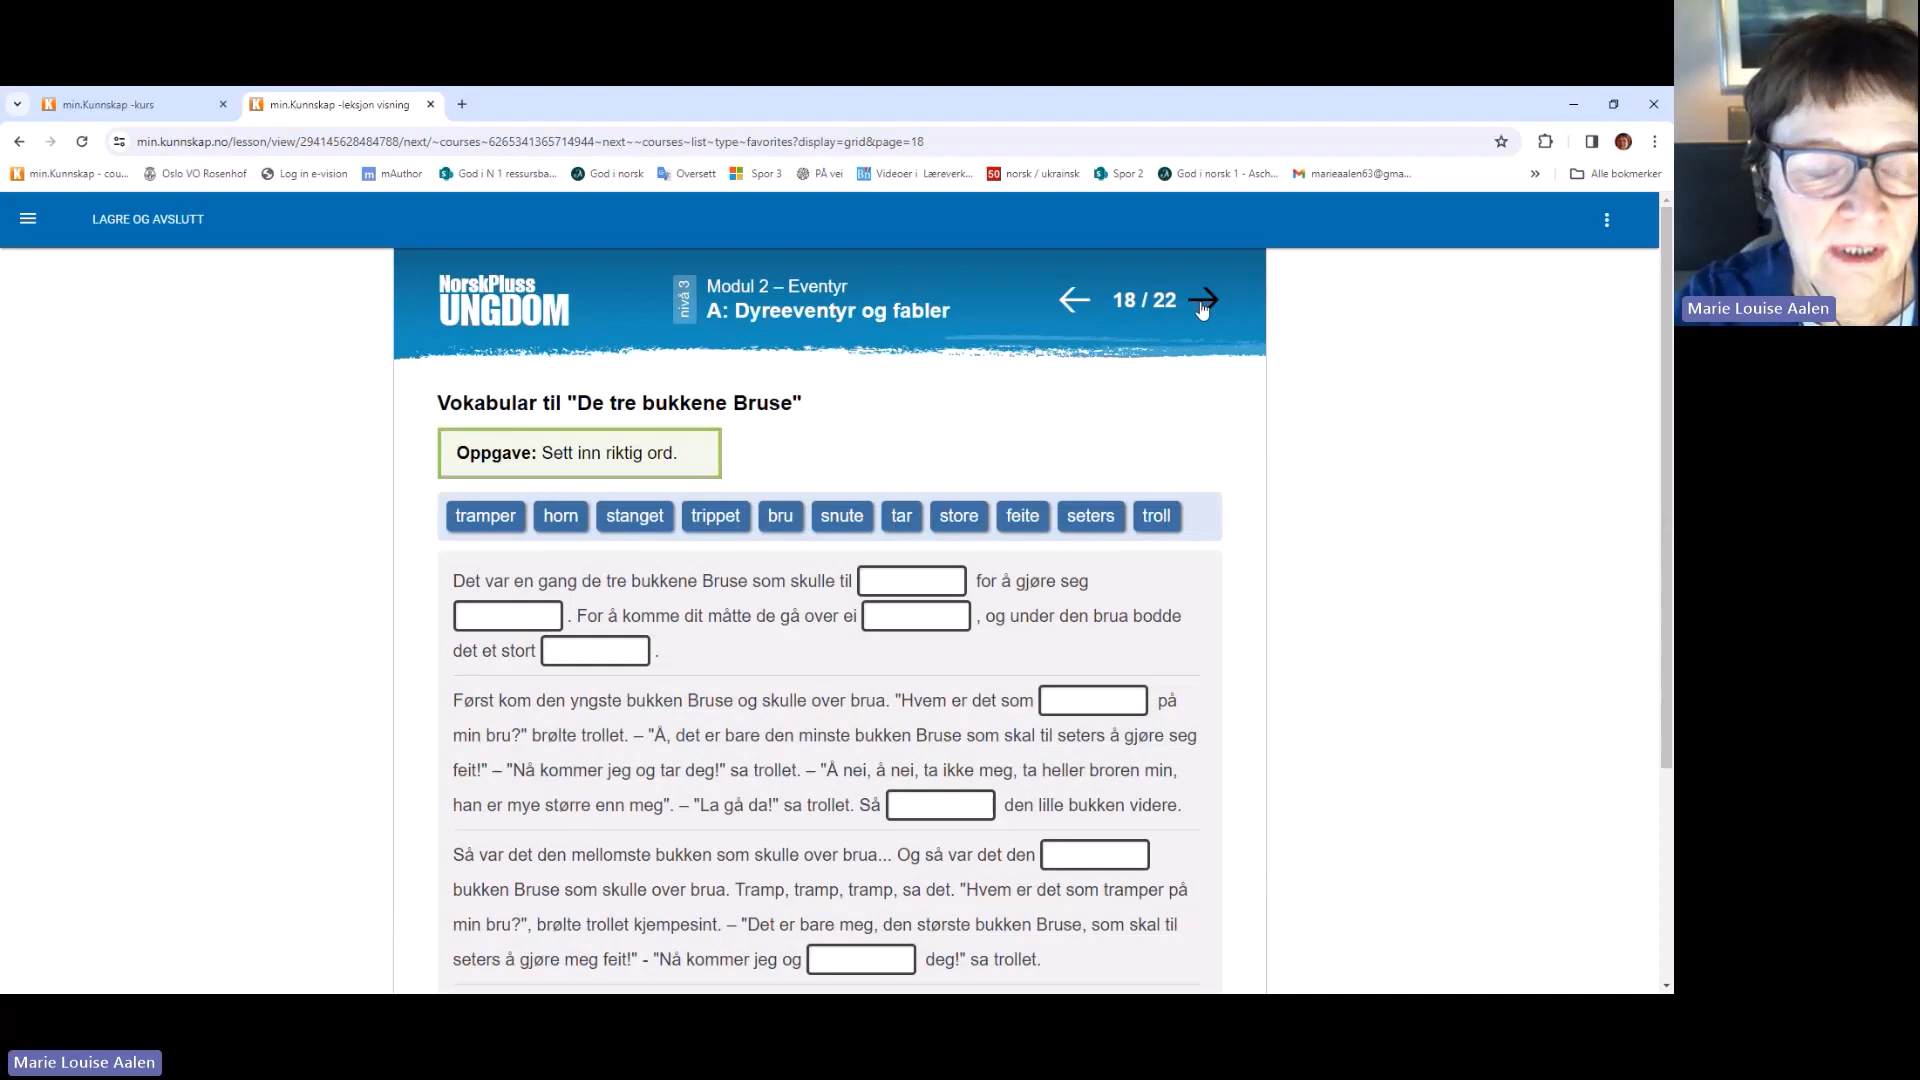 min.Kunnskap -kurs
min.Kunnskap -leksjon visning
min.kunnskap.no/lesson/view/294145628484788/next/~courses~6265341365714944~next~~courses~list~type~favorites?display=grid&page=18
min.Kunnskap - cou... Oslo VO Rosenhof Log in e-vision mAuthor God i N 1 ressursba... God i norsk Oversett Spor 3 PÅ vei Videoer i Læreverk... norsk / ukrainsk Spor 2 God i norsk 1 - Asch... marieaalen63@gma... » Alle bokmerker
LAGRE OG AVSLUTT
NorskPluss
UNGDOM
nivå 3
Modul 2 – Eventyr
A: Dyreeventyr og fabler
18 / 22
Marie Louise Aalen
Vokabular til "De tre bukkene Bruse"
Oppgave: Sett inn riktig ord.
tramper horn stanget trippet bru snute tar store feite seters troll
Det var en gang de tre bukkene Bruse som skulle til for å gjøre seg
. For å komme dit måtte de gå over ei , og under den brua bodde
det et stort .
Først kom den yngste bukken Bruse og skulle over brua. "Hvem er det som på
min bru?" brølte trollet. – "Å, det er bare den minste bukken Bruse som skal til seters å gjøre seg
feit!" – "Nå kommer jeg og tar deg!" sa trollet. – "Å nei, å nei, ta ikke meg, ta heller broren min,
han er mye større enn meg". – "La gå da!" sa trollet. Så den lille bukken videre.
Så var det den mellomste bukken som skulle over brua... Og så var det den
bukken Bruse som skulle over brua. Tramp, tramp, tramp, sa det. "Hvem er det som tramper på
min bru?", brølte trollet kjempesint. – "Det er bare meg, den største bukken Bruse, som skal til
seters å gjøre meg feit!" - "Nå kommer jeg og deg!" sa trollet.
Marie Louise Aalen